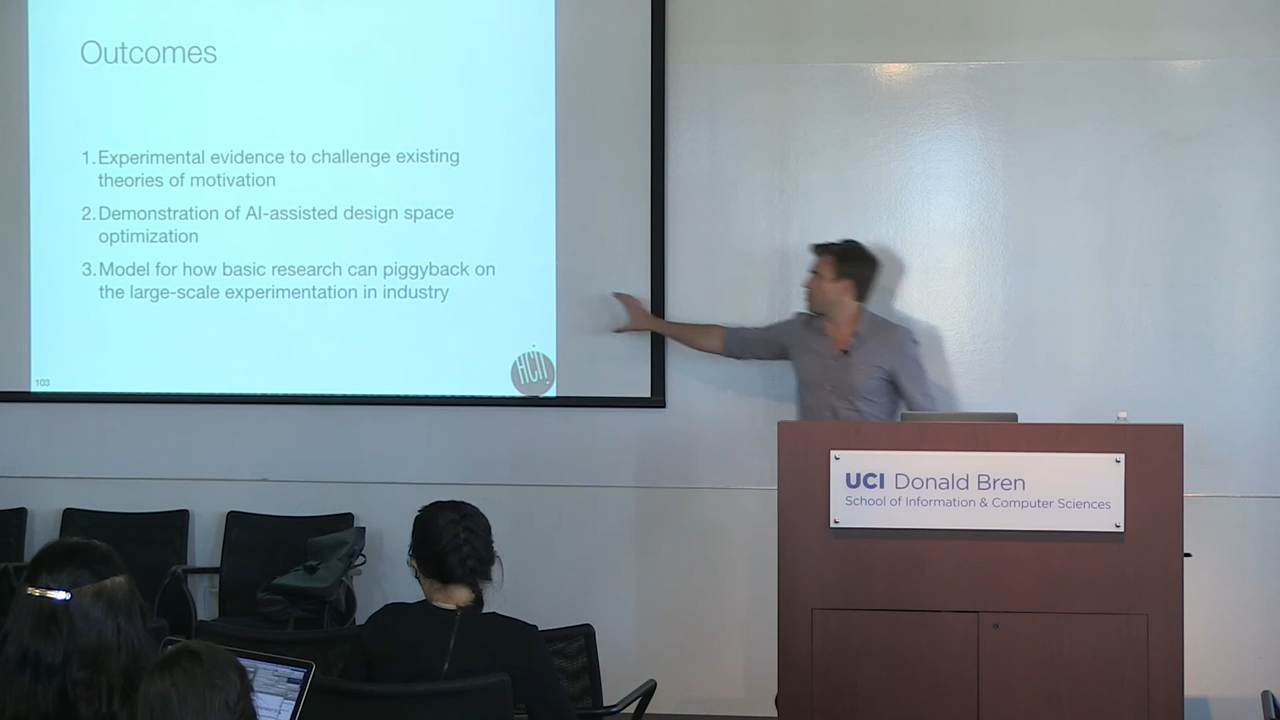 Outcomes
1. Experimental evidence to challenge existing
theories of motivation
2. Demonstration of AI-assisted design space
optimization
3. Model for how basic research can piggyback on
the large-scale experimentation in industry
103
HCII
UCI Donald Bren
School of Information & Computer Sciences